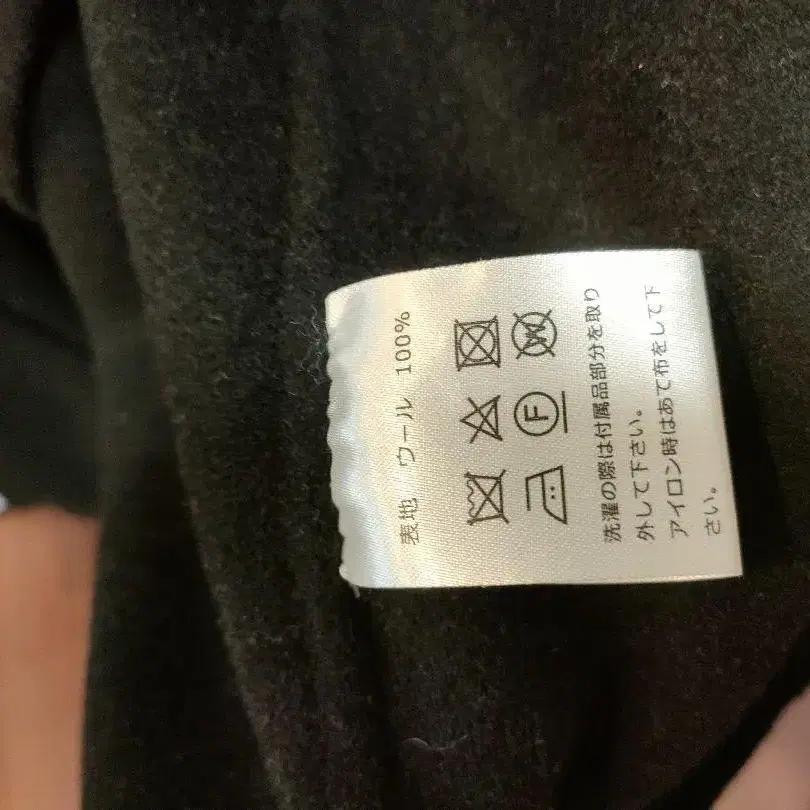 表地 ウール 100%
W
F
洗濯の際は付属品部分を取り
外して下さい。
アイロン時はあて布をして下
さい。